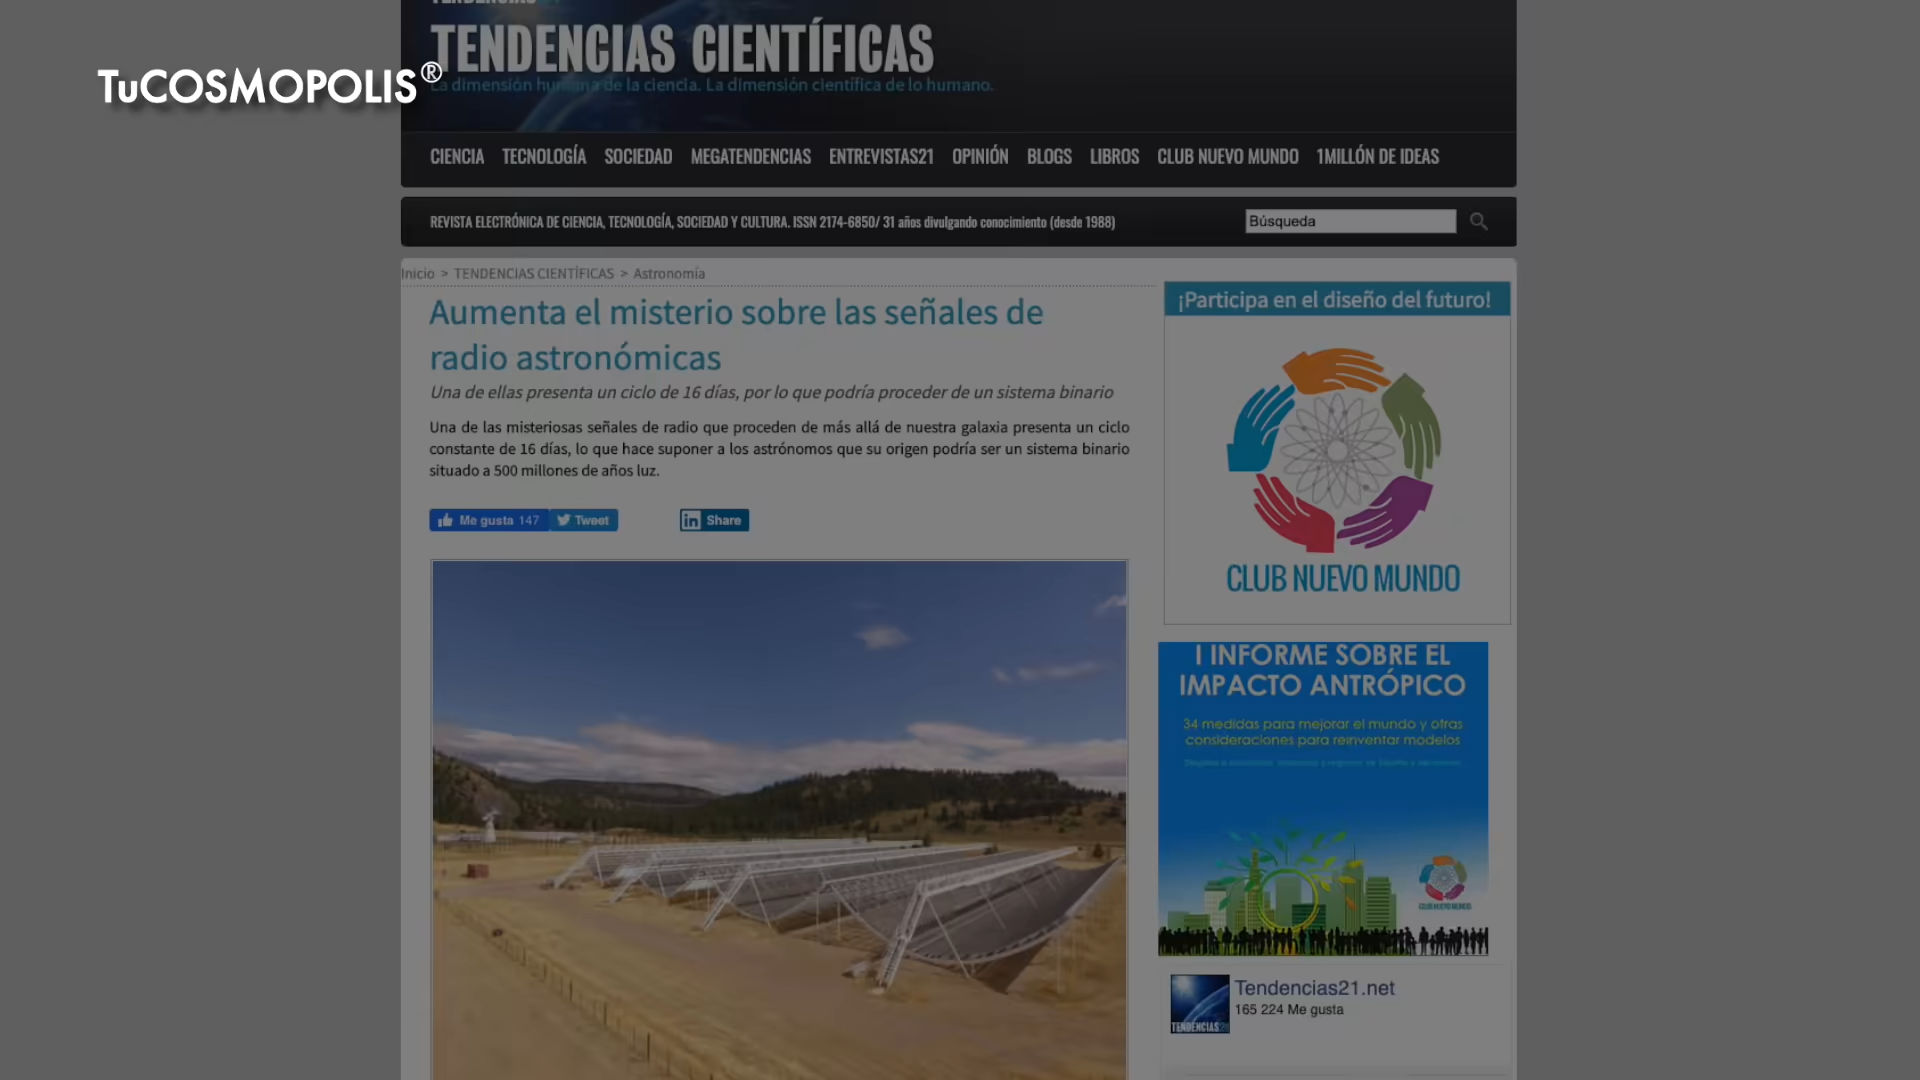 TENDENCIAS CIENTÍFICAS
TuCOSMOPOLIS®
La dimensión humana de la ciencia. La dimensión científica de lo humano.
CIENCIA TECNOLOGÍA SOCIEDAD MEGATENDENCIAS ENTREVISTAS21 OPINIÓN BLOGS LIBROS CLUB NUEVO MUNDO 1MILLÓN DE IDEAS
REVISTA ELECTRÓNICA DE CIENCIA, TECNOLOGÍA, SOCIEDAD Y CULTURA. ISSN 2174-6850/ 31 años divulgando conocimiento (desde 1988)
Búsqueda
Inicio > TENDENCIAS CIENTÍFICAS > Astronomía
Aumenta el misterio sobre las señales de
radio astronómicas
Una de ellas presenta un ciclo de 16 días, por lo que podría proceder de un sistema binario
Una de las misteriosas señales de radio que proceden de más allá de nuestra galaxia presenta un ciclo
constante de 16 días, lo que hace suponer a los astrónomos que su origen podría ser un sistema binario
situado a 500 millones de años luz.
Me gusta 147
Tweet
Share
¡Participa en el diseño del futuro!
CLUB NUEVO MUNDO
I INFORME SOBRE EL
IMPACTO ANTRÓPICO
34 medidas para mejorar el mundo y otras
consideraciones para reinventar modelos
CLUB NUEVO MUNDO
Tendencias21.net
165 224 Me gusta
TENDENCIAS21